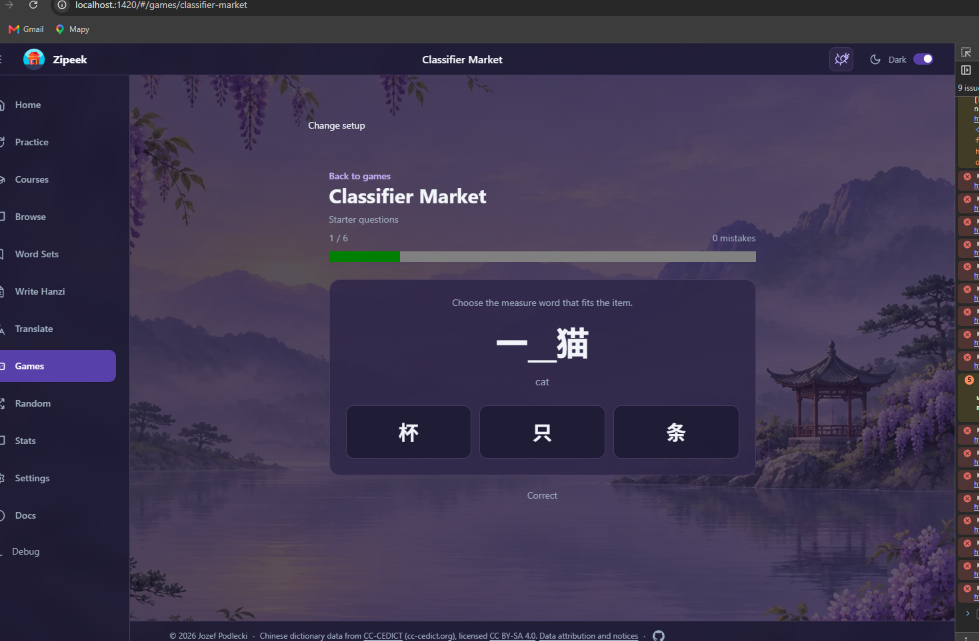 localhost:1420/#/games/classifier-market
Gmail Mapy
Zipeek
Classifier Market
Dark
Home
Practice
Courses
Browse
Word Sets
Write Hanzi
Translate
Games
Random
Stats
Settings
Docs
Debug
Change setup
Back to games
Classifier Market
Starter questions
1 / 6 0 mistakes
Choose the measure word that fits the item.
一__猫
cat
杯 只 条
Correct
© 2026 Jozef Podlecki · Chinese dictionary data from CC-CEDICT (cc-cedict.org), licensed CC BY-SA 4.0. Data attribution and notices ·
9 issu
5